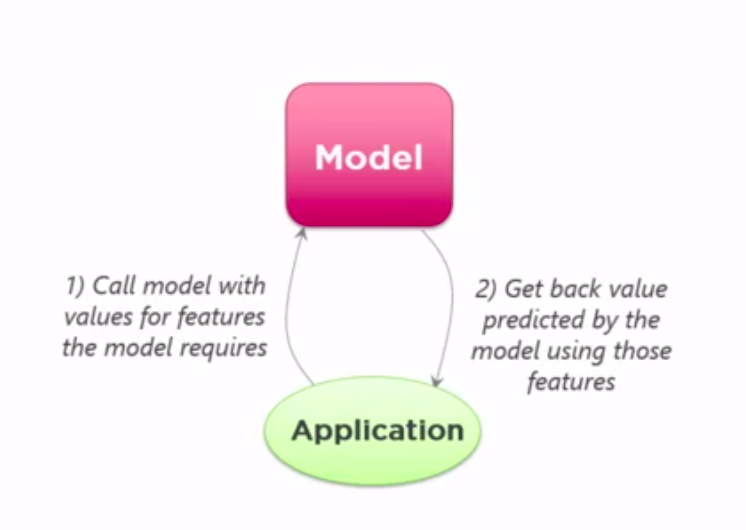 Model
1) Call model with
values for features
the model requires
2) Get back value
predicted by the
model using those
features
Application